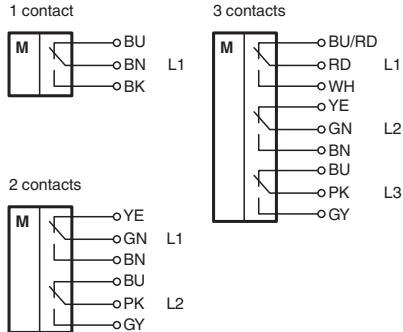 1 contact
M
BU
BN L1
BK
2 contacts
M
YE
GN L1
BN
BU
PK L2
GY
3 contacts
M
BU/RD
RD L1
WH
YE
GN L2
BN
BU
PK L3
GY